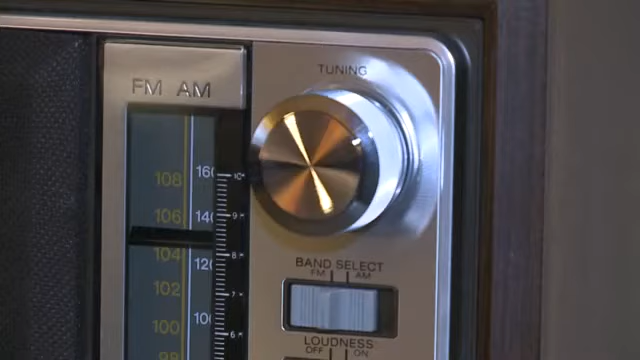 TUNING
FM AM
108 160 10
106 140 9
104 120 8
102 7
100 100 6
98
BAND SELECT
FM AM
LOUDNESS
OFF ON